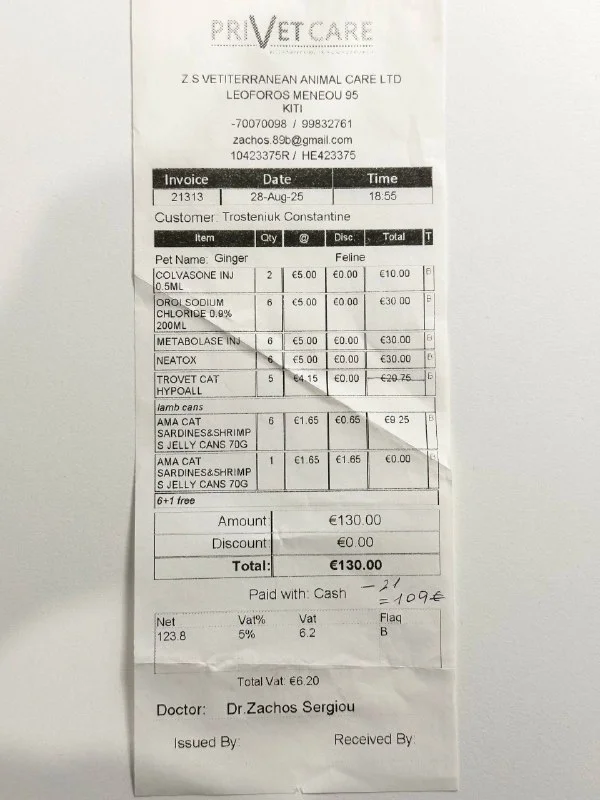 PRIVETCARE
Z S VETITERRANEAN ANIMAL CARE LTD
LEOFOROS MENEOU 95
KITI
-70070098 / 99832761
zachos.89b@gmail.com
10423375R / HE423375
Invoice Date Time
21313 28-Aug-25 18:55
Customer: Trosteniuk Constantine
Item Qty @ Disc Total T
Pet Name: Ginger Feline
COLVASONE INJ 2 €5.00 €0.00 €10.00 B
0.5ML
OROI SODIUM 6 €5.00 €0.00 €30.00 B
CHLORIDE 0.9%
200ML
METABOLASE INJ 6 €5.00 €0.00 €30.00 B
NEATOX 6 €5.00 €0.00 €30.00 B
TROVET CAT 5 €4.15 €0.00 €20.75 B
HYPOALL
lamb cans
AMA CAT 6 €1.65 €0.65 €9.25 B
SARDINES&SHRIMP
S JELLY CANS 70G
AMA CAT 1 €1.65 €1.65 €0.00 B
SARDINES&SHRIMP
S JELLY CANS 70G
6+1 free
Amount: €130.00
Discount: €0.00
Total: €130.00
Paid with: Cash - 21
= 109€
Net Vat% Vat Flag
123.8 5% 6.2 B
Total Vat: €6.20
Doctor: Dr.Zachos Sergiou
Issued By: Received By: